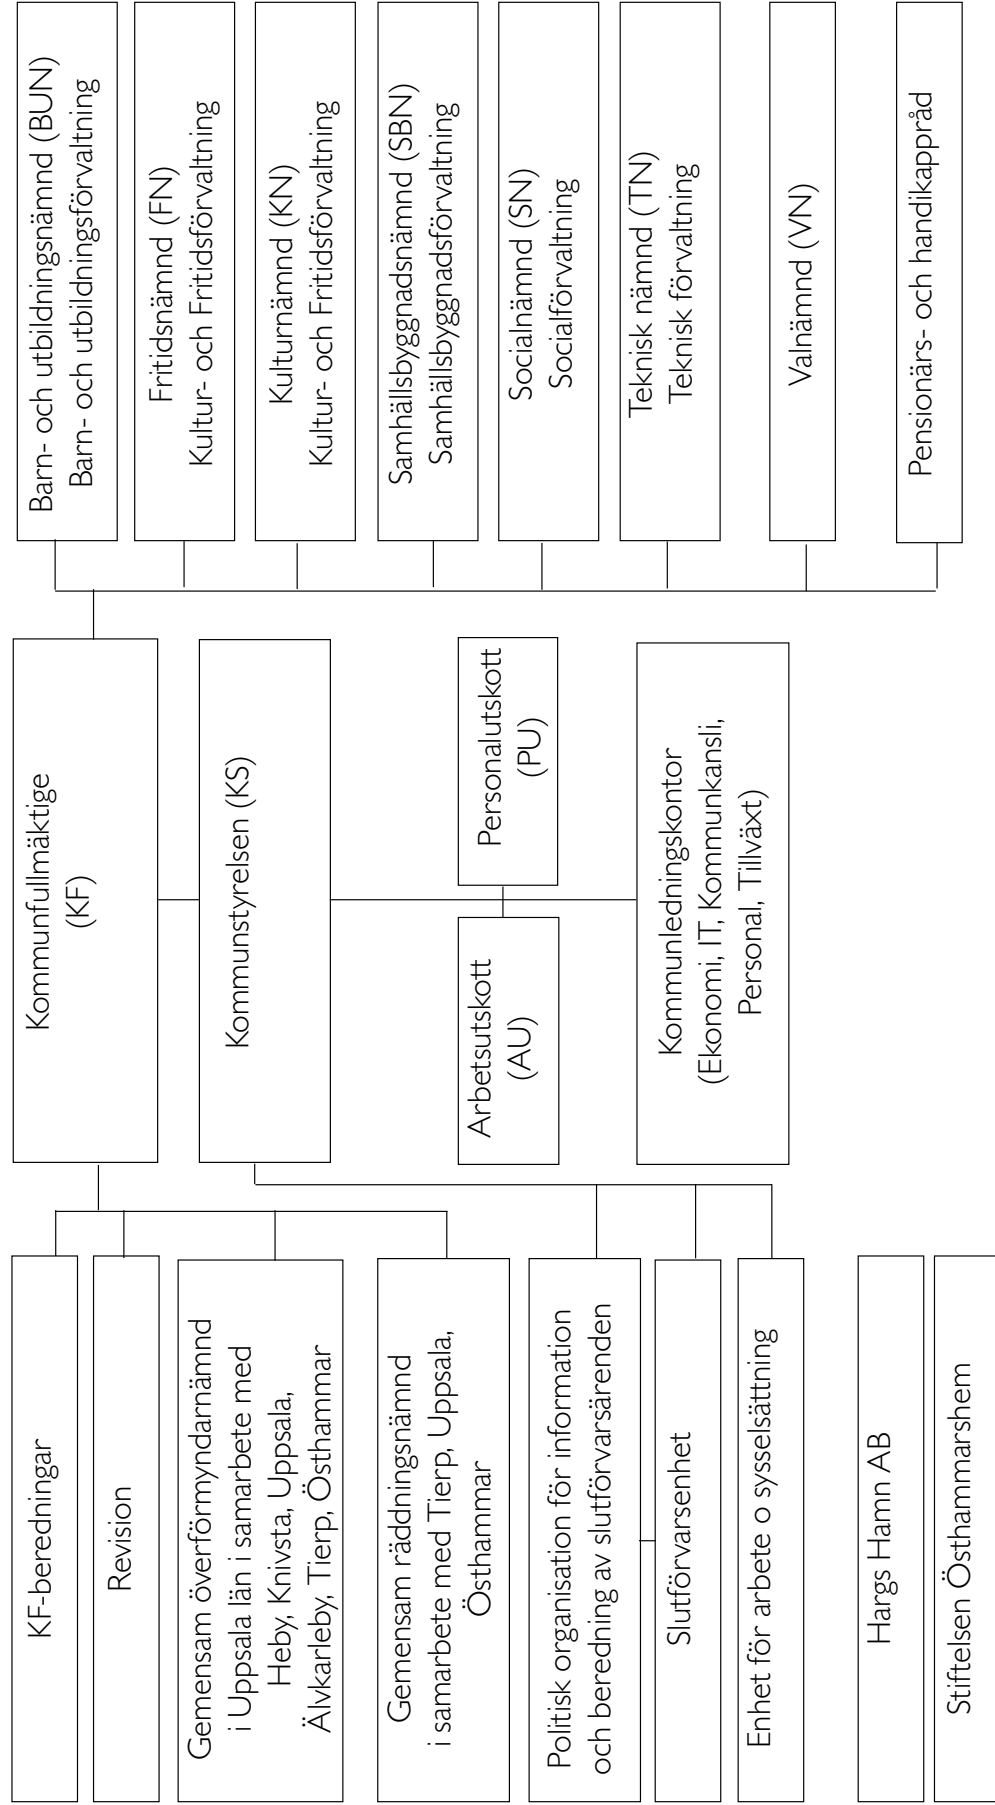 KF-beredningar
Revision
Gemensam överförmyndarnämnd
i Uppsala län i samarbete med
Heby, Knivsta, Uppsala,
Älvkarleby, Tierp, Östhammar
Gemensam räddningsnämnd
i samarbete med Tierp, Uppsala,
Östhammar
Politisk organisation för information
och beredning av slutförvarsärenden
Slutförvarsenhet
Enhet för arbete o sysselsättning
Hargs Hamn AB
Stiftelsen Östhammarshem
Kommunfullmäktige
(KF)
Kommunstyrelsen (KS)
Arbetsutskott
(AU)
Personalutskott
(PU)
Kommunledningskontor
(Ekonomi, IT, Kommunkansli,
Personal, Tillväxt)
Barn- och utbildningsnämnd (BUN)
Barn- och utbildningsförvaltning
Fritidsnämnd (FN)
Kultur- och Fritidsförvaltning
Kulturnämnd (KN)
Kultur- och Fritidsförvaltning
Samhällsbyggnadsnämnd (SBN)
Samhällsbyggnadsförvaltning
Socialnämnd (SN)
Socialförvaltning
Teknisk nämnd (TN)
Teknisk förvaltning
Valnämnd (VN)
Pensionärs- och handikappråd